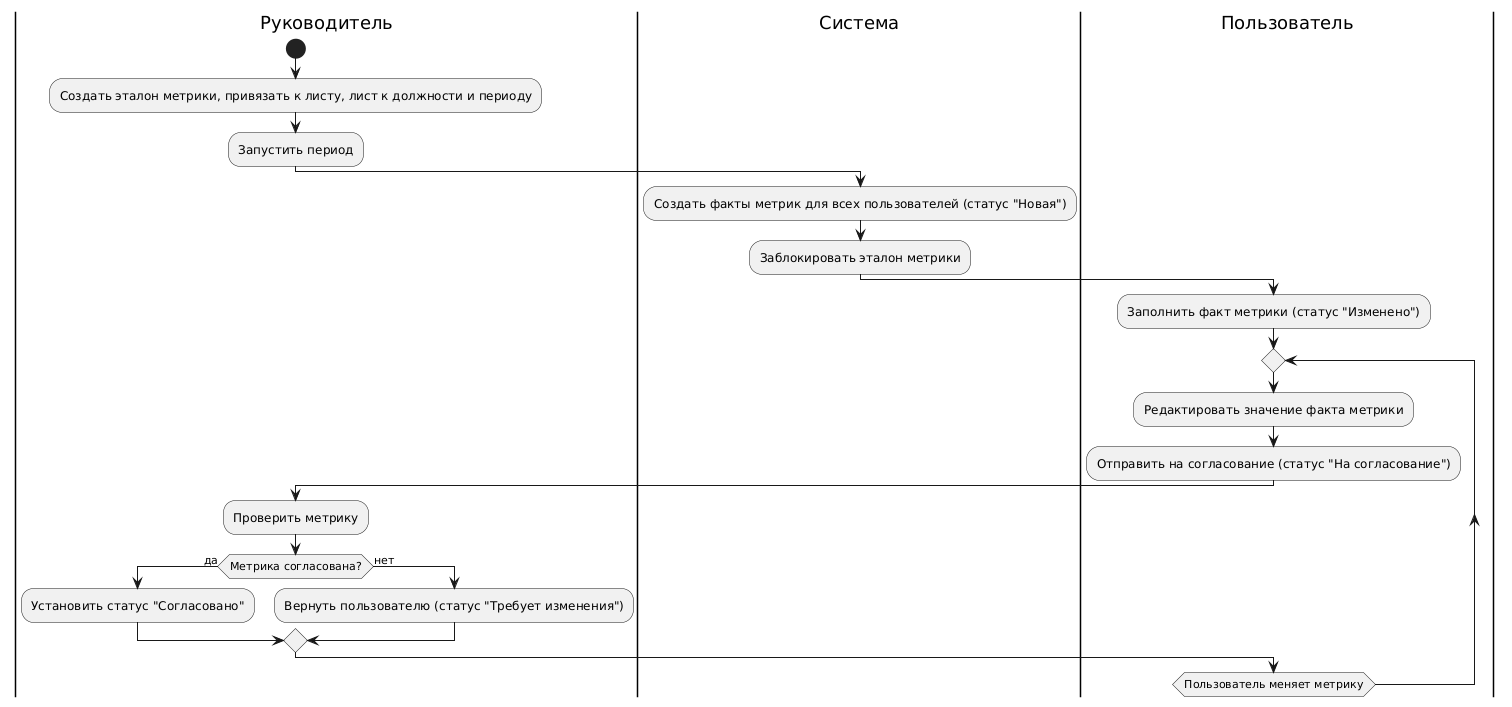 Руководитель
Система
Пользователь
Создать эталон метрики, привязать к листу, лист к должности и периоду
Запустить период
Создать факты метрик для всех пользователей (статус "Новая")
Заблокировать эталон метрики
Заполнить факт метрики (статус "Изменено")
Редактировать значение факта метрики
Отправить на согласование (статус "На согласование")
Проверить метрику
да
Метрика согласована?
нет
Установить статус "Согласовано"
Вернуть пользователю (статус "Требует изменения")
Пользователь меняет метрику